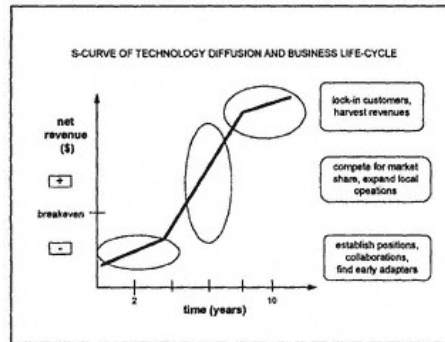 S-CURVE OF TECHNOLOGY DIFFUSION AND BUSINESS LIFE-CYCLE
net
revenue
($)
+
breakeven
-
lock-in customers,
harvest revenues
compete for market
share, expand local
opeations
establish positions,
collaborations,
find early adapters
2
10
time (years)